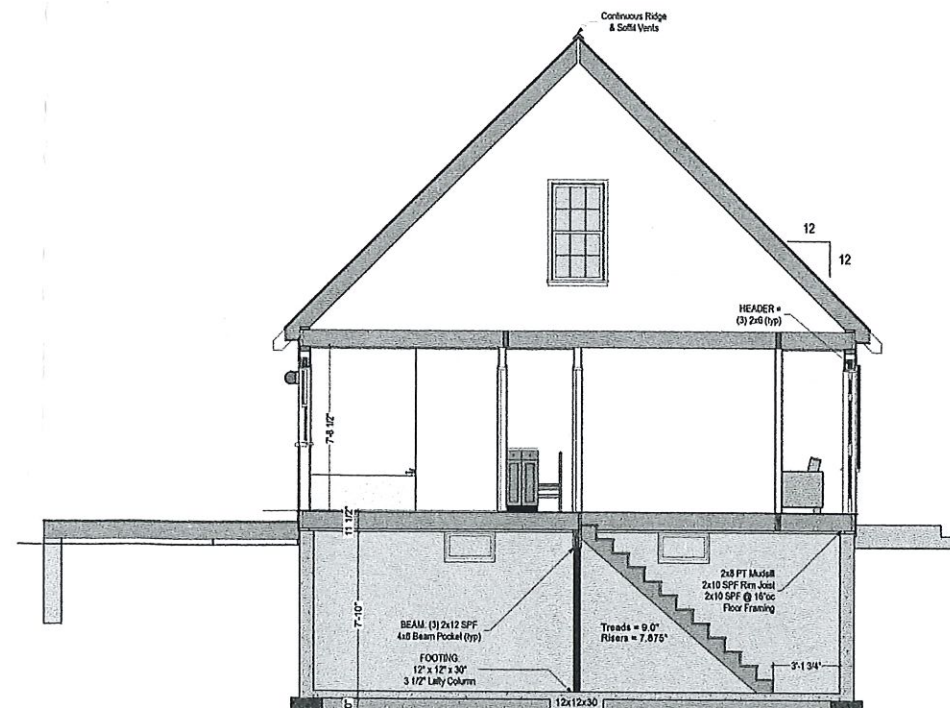 Continuous Ridge
& Soffit Vents
12
12
HEADER =
(3) 2x6 (typ)
7'-8 1/2"
11 1/2"
2x8 PT Mudsill
2x10 SPF Rim Joist
2x10 SPF @ 16"oc
Floor Framing
7'-10"
BEAM: (3) 2x12 SPF
4x8 Beam Pocket (typ)
Treads = 9.0"
Risers = 7.875"
FOOTING:
12" x 12" x 30"
3 1/2" Lally Column
3'-1 3/4"
12x12x30